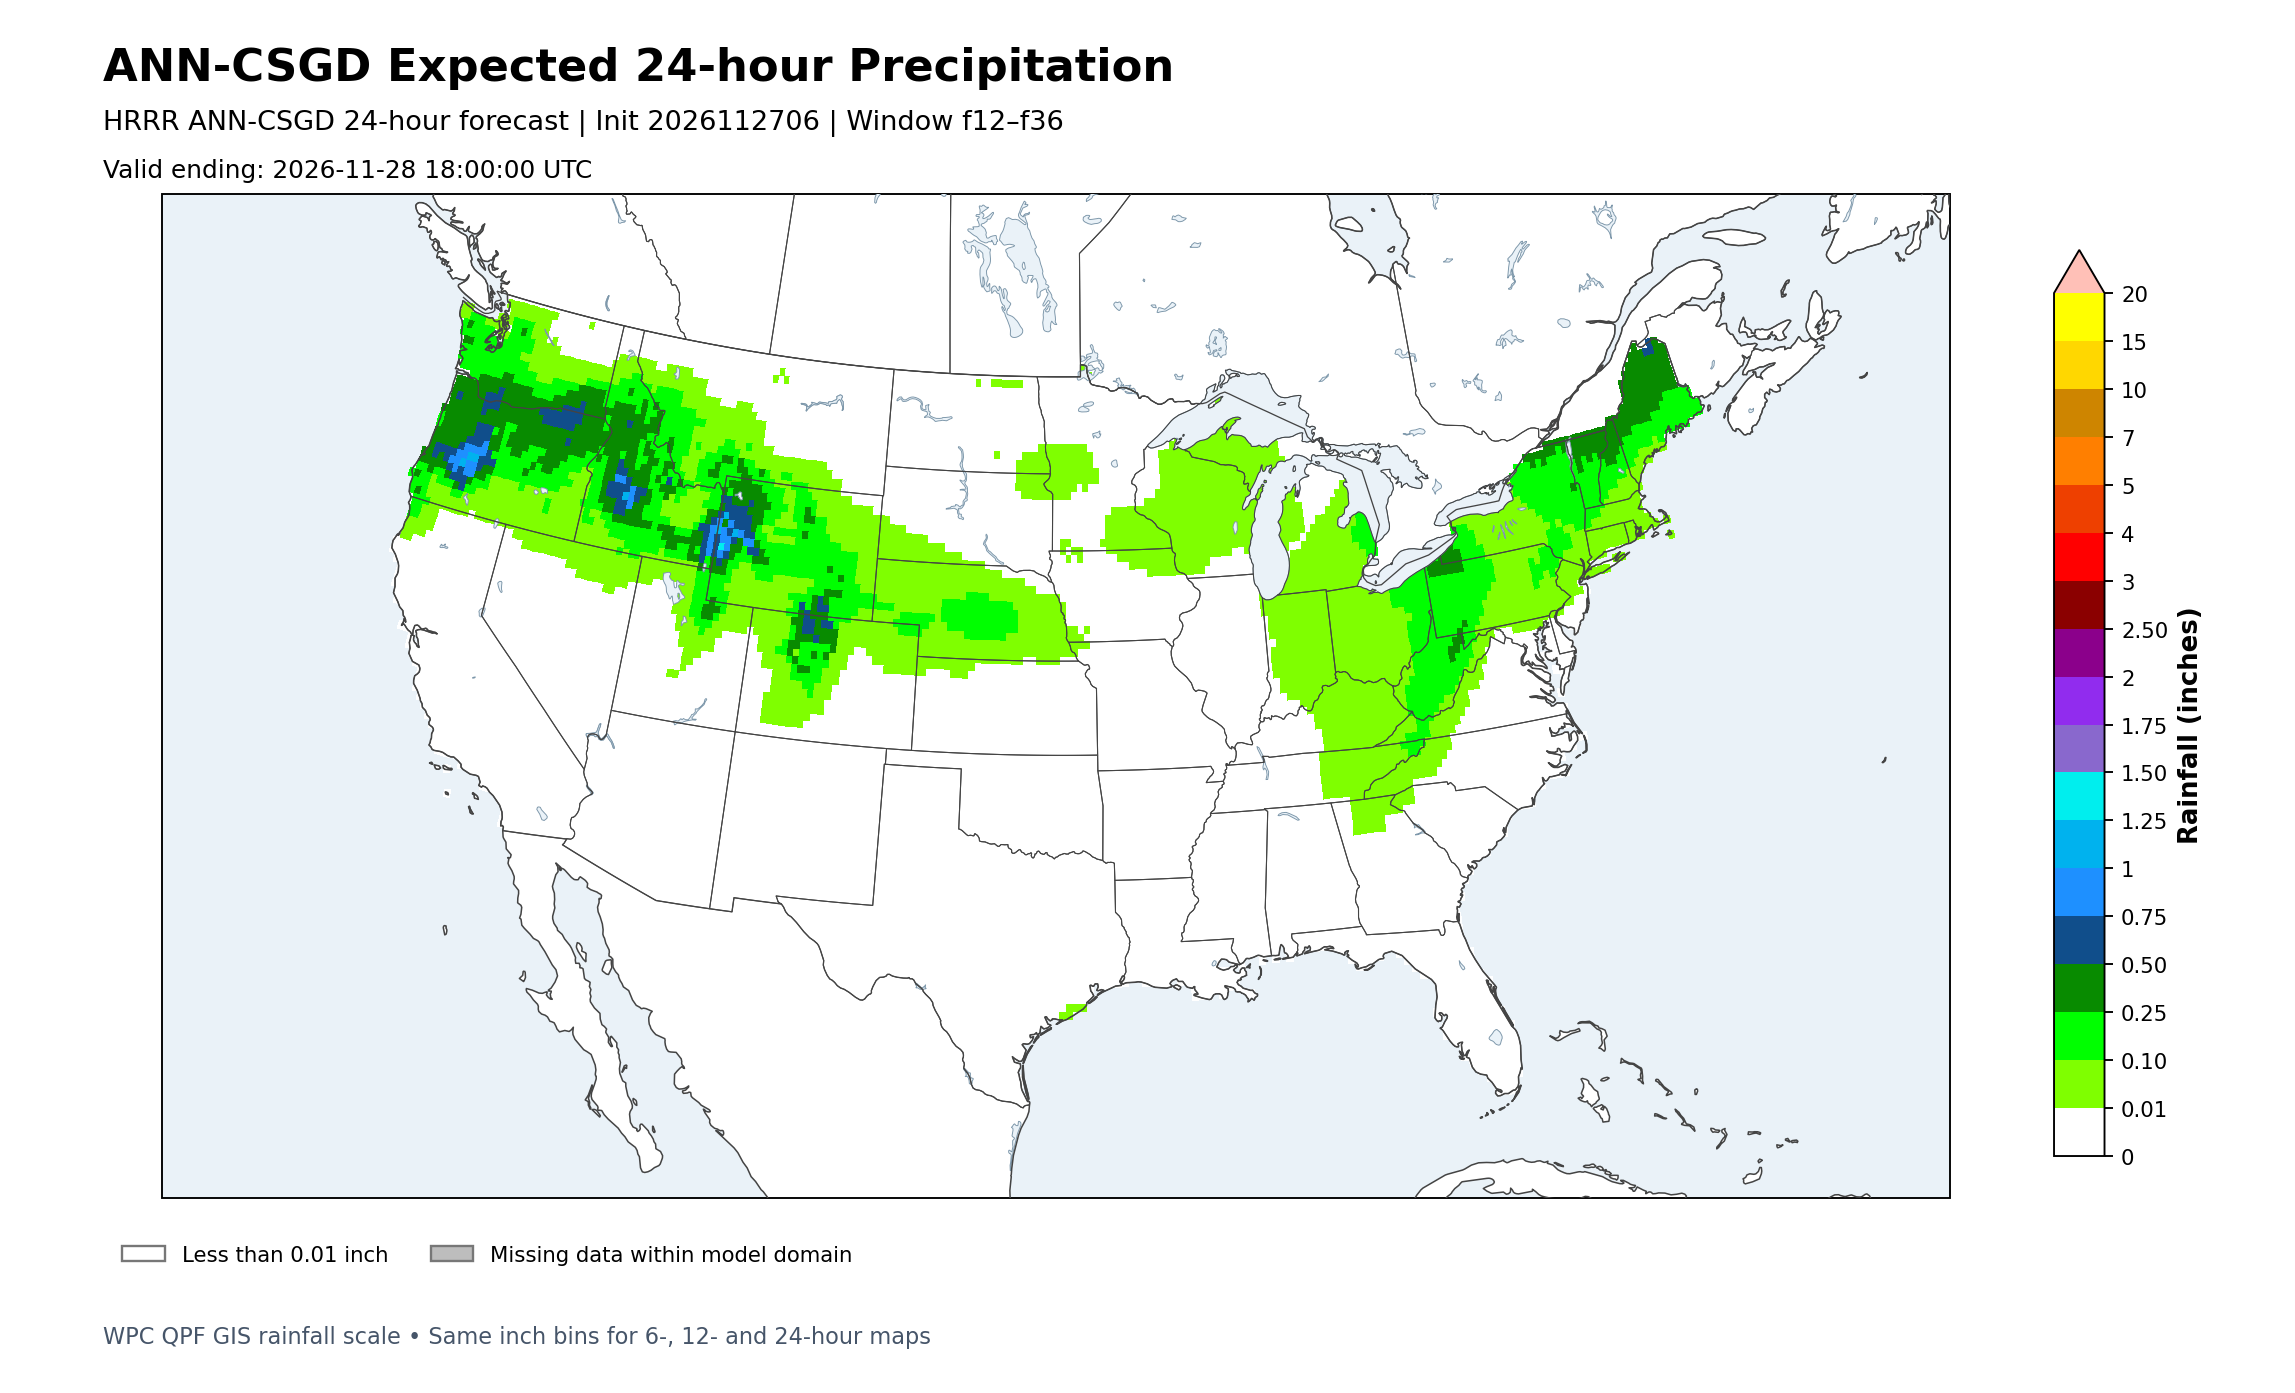 ANN-CSGD Expected 24-hour Precipitation
HRRR ANN-CSGD 24-hour forecast | Init 2026112706 | Window f12–f36
Valid ending: 2026-11-28 18:00:00 UTC
20
15
10
7
5
4
3
2.50
2
1.75
1.50
1.25
1
0.75
0.50
0.25
0.10
0.01
0
Rainfall (inches)
Less than 0.01 inch
Missing data within model domain
WPC QPF GIS rainfall scale • Same inch bins for 6-, 12- and 24-hour maps